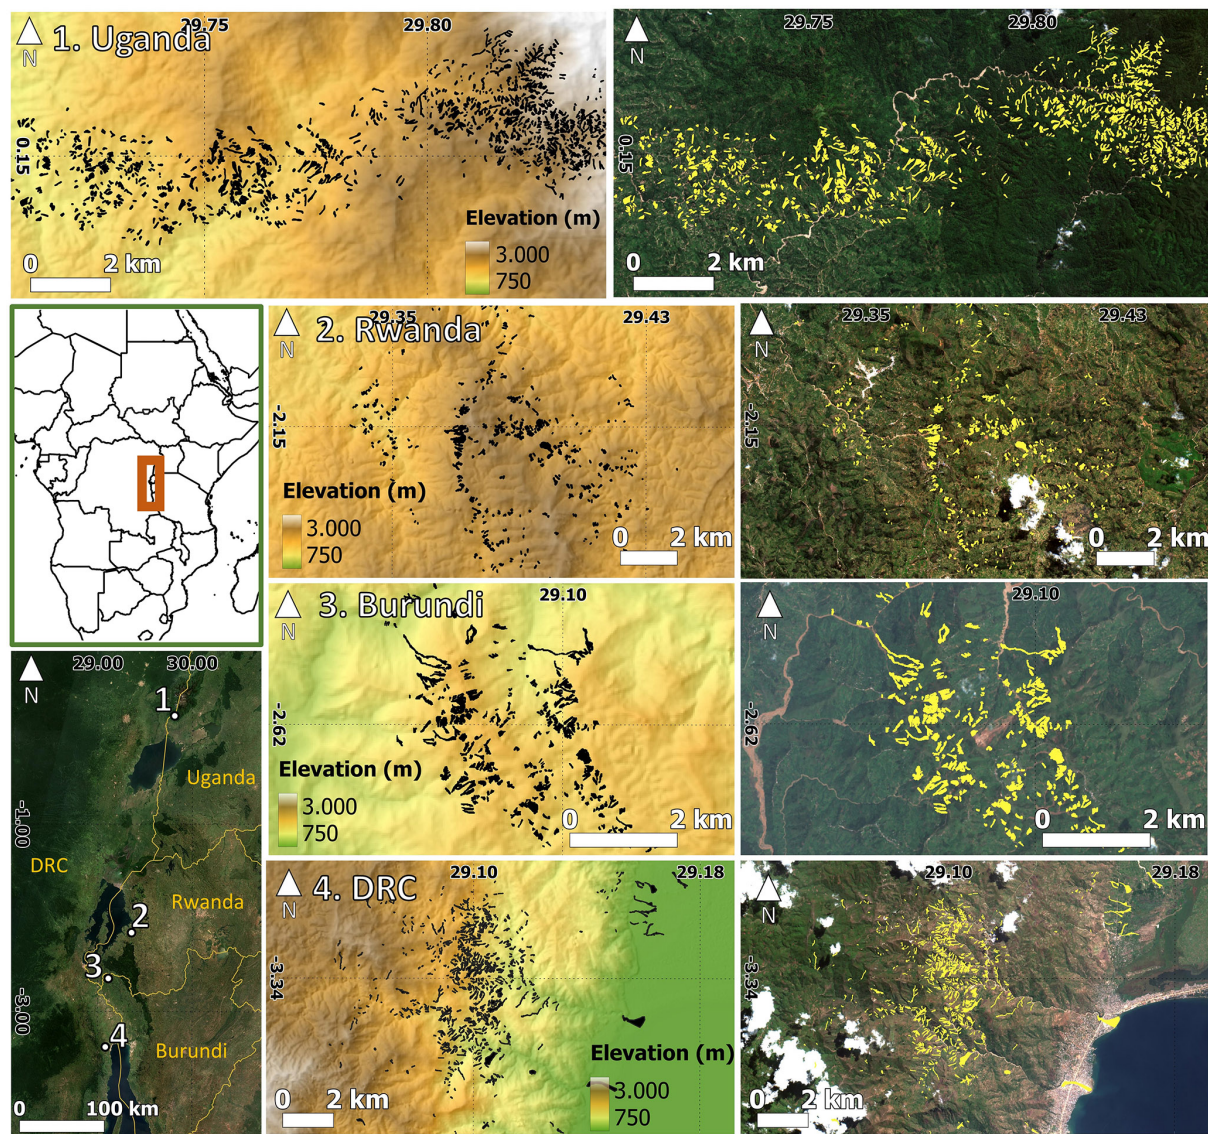 1. Uganda
N
29.75
29.80
0.15
Elevation (m)
3.000
750
0 2 km
N
29.75
29.80
0.15
0 2 km
2. Rwanda
N
29.35
29.43
-2.15
Elevation (m)
3.000
750
0 2 km
N
29.35
29.43
-2.15
0 2 km
3. Burundi
N
29.10
-2.62
Elevation (m)
3.000
750
0 2 km
N
29.10
-2.62
0 2 km
N
29.00 30.00
1
Uganda
-1.00
DRC
Rwanda
2
3
-3.00
4
Burundi
0 100 km
4. DRC
N
29.10
29.18
-3.34
Elevation (m)
3.000
750
0 2 km
N
29.10
29.18
-3.34
0 2 km